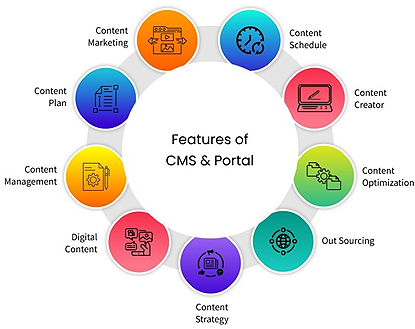 Content
Marketing
Content
Schedule
Content
Plan
Content
Creator
Features of
CMS & Portal
Content
Management
Content
Optimization
Digital
Content
Out Sourcing
Content
Strategy